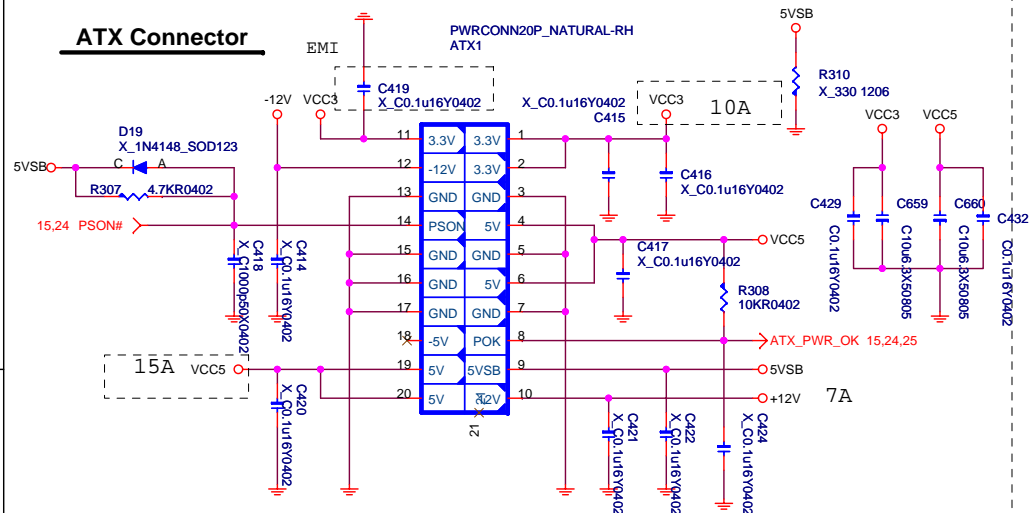 ATX Connector
EMI
PWRCONN20P_NATURAL-RH
ATX1
5VSB
R310
X_330 1206
C419
X_C0.1u16Y0402
-12V
VCC3
X_C0.1u16Y0402
C415
VCC3
10A
VCC3
VCC5
D19
X_1N4148_SOD123
5VSB
C
A
R307
4.7KR0402
15,24 PSON#
11 3.3V 3.3V 1
12 -12V 3.3V 2
13 GND GND 3
14 PSON 5V 4
15 GND GND 5
16 GND 5V 6
17 GND GND 7
18 -5V POK 8
19 5V 5VSB 9
20 5V 12V 10
21
C416
X_C0.1u16Y0402
C417
X_C0.1u16Y0402
VCC5
R308
10KR0402
ATX_PWR_OK 15,24,25
5VSB
+12V
7A
C418
X_C1000p50X0402
C414
X_C0.1u16Y0402
15A
VCC5
C420
X_C0.1u16Y0402
C421
X_C0.1u16Y0402
C422
X_C0.1u16Y0402
C424
X_C0.1u16Y0402
C429
C0.1u16Y0402
C659
C10u6.3X50805
C660
C10u6.3X50805
C432
C0.1u16Y0402